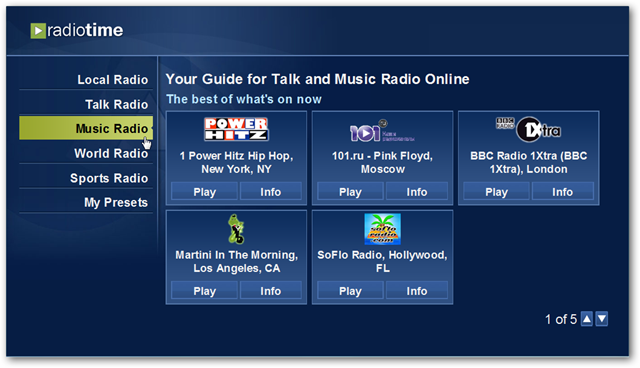 radiotime
Local Radio
Talk Radio
Music Radio
World Radio
Sports Radio
My Presets
Your Guide for Talk and Music Radio Online
The best of what's on now
POWER
HITZ
1 Power Hitz Hip Hop,
New York, NY
Play Info
101
101.ru - Pink Floyd,
Moscow
Play Info
BBC
RADIO
1Xtra
BBC Radio 1Xtra (BBC
1Xtra), London
Play Info
Martini In The Morning,
Los Angeles, CA
Play Info
SoFlo
radio
.com
SoFlo Radio, Hollywood,
FL
Play Info
1 of 5